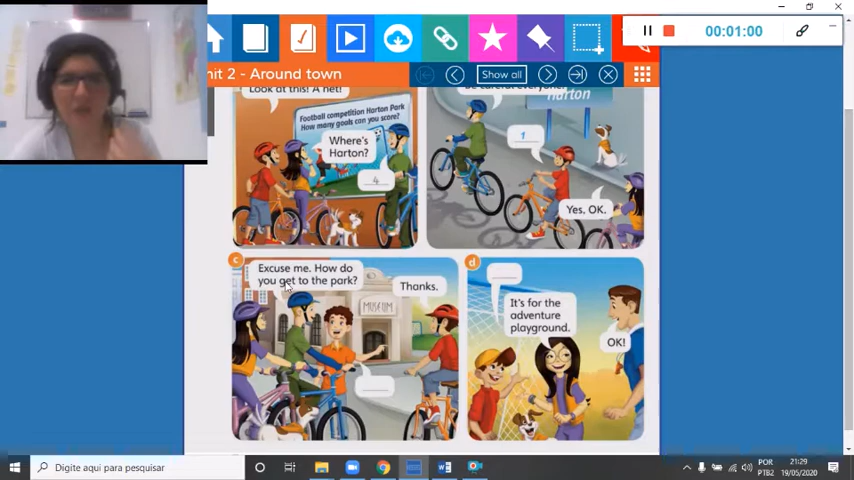 00:01:00
Show all
nit 2 - Around town
Look at this! A net!
Football competition Harton Park
How many goals can you score?
Where's
Harton?
4
Be careful everyone!
Harton
1
Yes, OK.
c
Excuse me. How do
you get to the park?
MUSEUM
Thanks.
d
It's for the
adventure
playground.
OK!
Digite aqui para pesquisar
POR
PTB2
21:29
19/05/2020